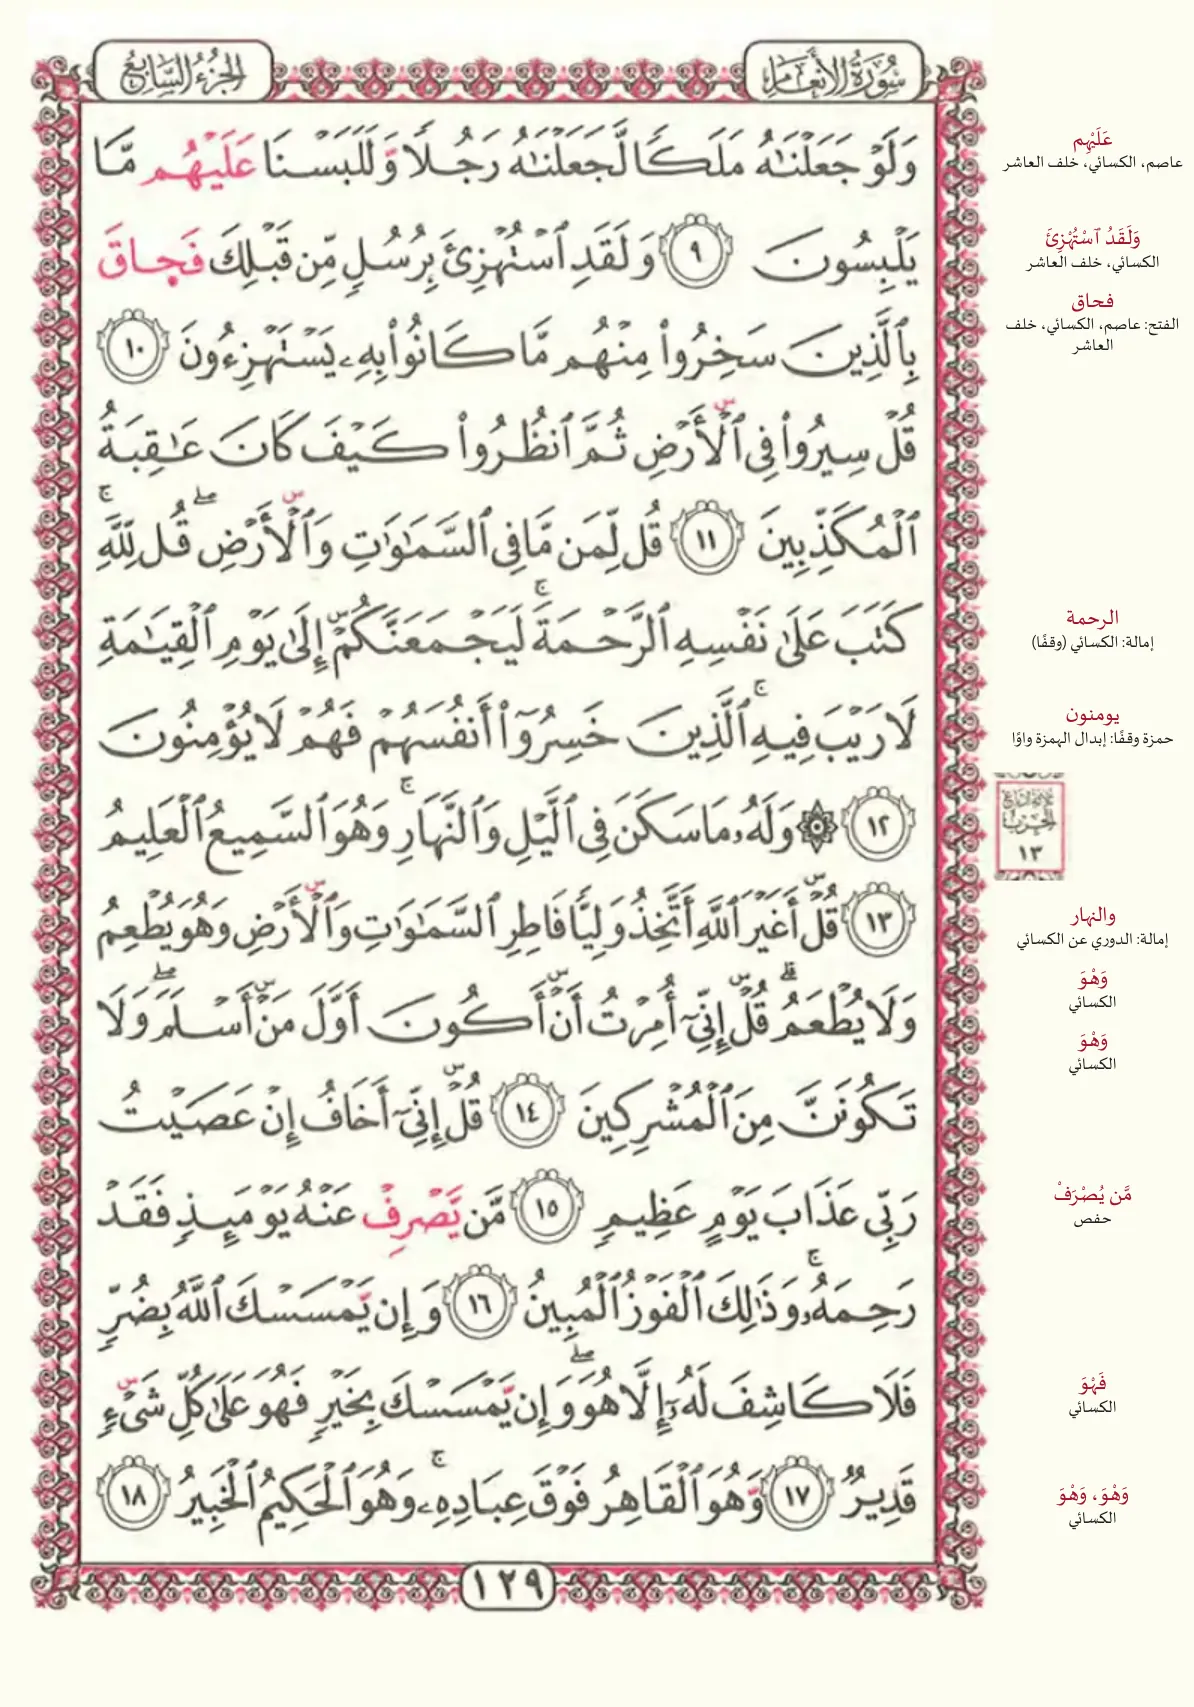 سُورَةُ الأَنْعَامِ
الجُزْءُ السَّابِعُ
وَلَوْ جَعَلْنَٰهُ مَلَكًا لَّجَعَلْنَٰهُ رَجُلًا وَلَلَبَسْنَا عَلَيْهُم مَّا
يَلْبِسُونَ ٩ وَلَقَدِ ٱسْتُهْزِئَ بِرُسُلٍ مِّن قَبْلِكَ فَحَاقَ
بِٱلَّذِينَ سَخِرُوا۟ مِنْهُم مَّا كَانُوا۟ بِهِۦ يَسْتَهْزِءُونَ ١٠
قُلْ سِيرُوا۟ فِى ٱلْأَرْضِ ثُمَّ ٱنظُرُوا۟ كَيْفَ كَانَ عَٰقِبَةُ
ٱلْمُكَذِّبِينَ ١١ قُل لِّمَن مَّا فِى ٱلسَّمَٰوَٰتِ وَٱلْأَرْضِ ۖ قُل لِّلَّهِ ۚ
كَتَبَ عَلَىٰ نَفْسِهِ ٱلرَّحْمَةَ ۚ لَيَجْمَعَنَّكُمْ إِلَىٰ يَوْمِ ٱلْقِيَٰمَةِ
لَا رَيْبَ فِيهِ ۚ ٱلَّذِينَ خَسِرُوٓا۟ أَنفُسَهُمْ فَهُمْ لَا يُؤْمِنُونَ
١٢ ۞ وَلَهُۥ مَا سَكَنَ فِى ٱلَّيْلِ وَٱلنَّهَارِ ۚ وَهُوَ ٱلسَّمِيعُ ٱلْعَلِيمُ
١٣ قُلْ أَغَيْرَ ٱللَّهِ أَتَّخِذُ وَلِيًّا فَاطِرِ ٱلسَّمَٰوَٰتِ وَٱلْأَرْضِ وَهُوَ يُطْعِمُ
وَلَا يُطْعَمُ ۗ قُلْ إِنِّىٓ أُمِرْتُ أَنْ أَكُونَ أَوَّلَ مَنْ أَسْلَمَ ۖ وَلَا
تَكُونَنَّ مِنَ ٱلْمُشْرِكِينَ ١٤ قُلْ إِنِّىٓ أَخَافُ إِنْ عَصَيْتُ
رَبِّى عَذَابَ يَوْمٍ عَظِيمٍ ١٥ مَّن يَصْرِفْ عَنْهُ يَوْمَئِذٍ فَقَدْ
رَحِمَهُۥ ۚ وَذَٰلِكَ ٱلْفَوْزُ ٱلْمُبِينُ ١٦ وَإِن يَمْسَسْكَ ٱللَّهُ بِضُرٍّ
فَلَا كَاشِفَ لَهُۥٓ إِلَّا هُوَ ۖ وَإِن يَمْسَسْكَ بِخَيْرٍ فَهُوَ عَلَىٰ كُلِّ شَىْءٍ
قَدِيرٌ ١٧ وَهُوَ ٱلْقَاهِرُ فَوْقَ عِبَادِهِۦ ۚ وَهُوَ ٱلْحَكِيمُ ٱلْخَبِيرُ ١٨
١٢٩
عَلَيْهِم
عاصم، الكسائي، خلف العاشر
وَلَقَدُ ٱسْتُهْزِئَ
الكسائي، خلف العاشر
فحاق
الفتح: عاصم، الكسائي، خلف
العاشر
الرحمة
إمالة: الكسائي (وقفًا)
يومنون
حمزة وقفًا: إبدال الهمزة واوًا
ثلاثة أرباع
الحزب
١٣
والنهار
إمالة: الدوري عن الكسائي
وَهْوَ
الكسائي
وَهْوَ
الكسائي
مَّن يُصْرَفْ
حفص
فَهْوَ
الكسائي
وَهْوَ، وَهْوَ
الكسائي